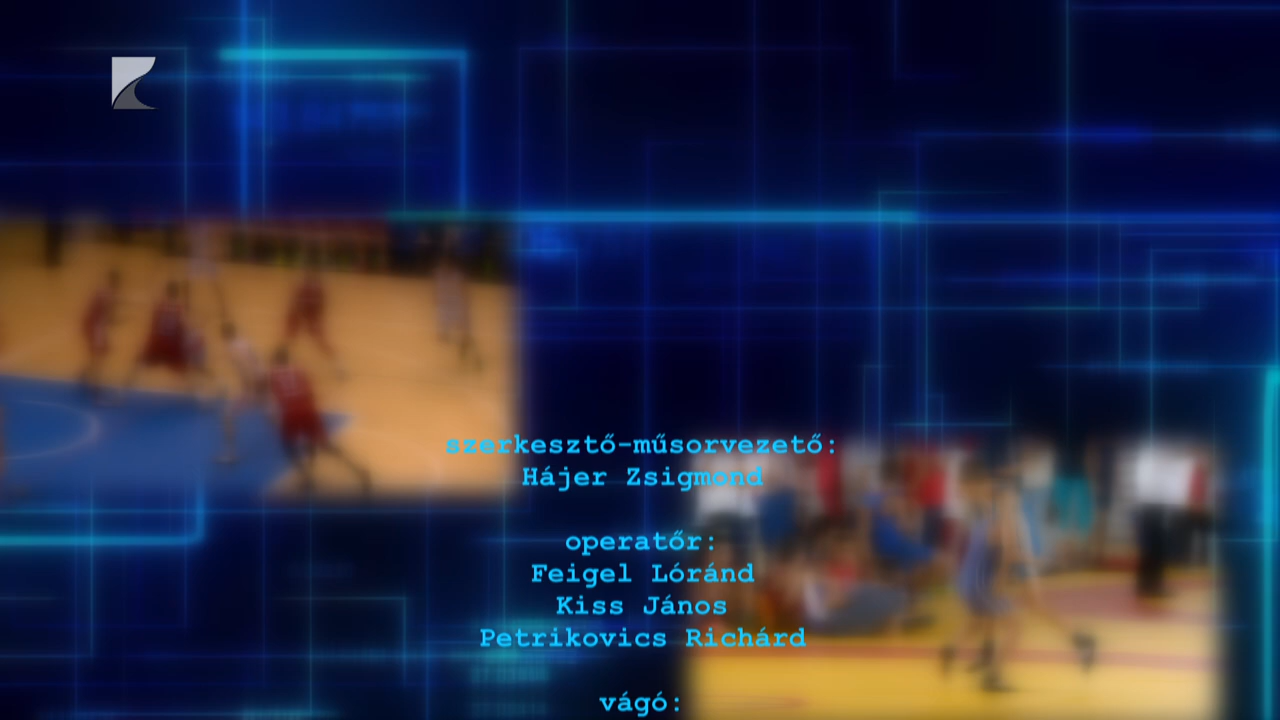 szerkesztő-műsorvezető:
Hájer Zsigmond
operatőr:
Feigel Lóránd
Kiss János
Petrikovics Richárd
vágó: